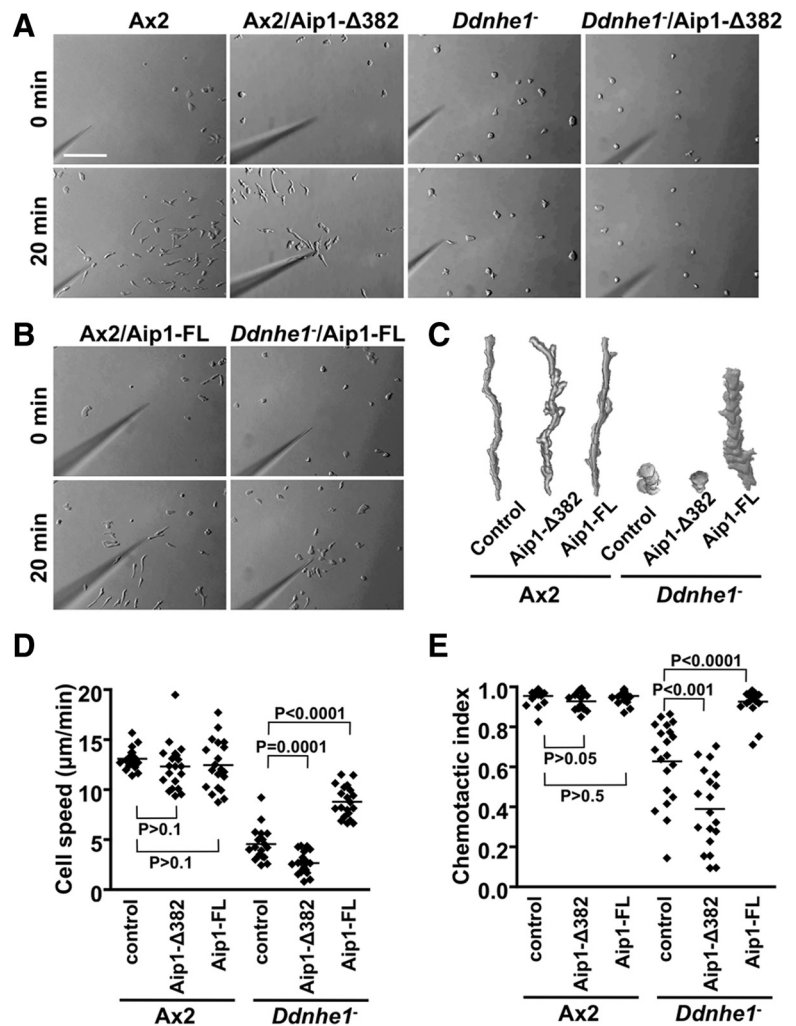 A
Ax2 Ax2/Aip1-Δ382 Ddnhe1- Ddnhe1-/Aip1-Δ382
0 min
20 min
B
Ax2/Aip1-FL Ddnhe1-/Aip1-FL
0 min
20 min
C
Control Aip1-Δ382 Aip1-FL Control Aip1-Δ382 Aip1-FL
Ax2 Ddnhe1-
D
Cell speed (µm/min)
20
15
10
5
0
P<0.0001
P=0.0001
P>0.1
P>0.1
control Aip1-Δ382 Aip1-FL control Aip1-Δ382 Aip1-FL
Ax2 Ddnhe1-
E
Chemotactic index
1.0
0.8
0.6
0.4
0.2
0.0
P<0.0001
P<0.001
P>0.05
P>0.5
control Aip1-Δ382 Aip1-FL control Aip1-Δ382 Aip1-FL
Ax2 Ddnhe1-